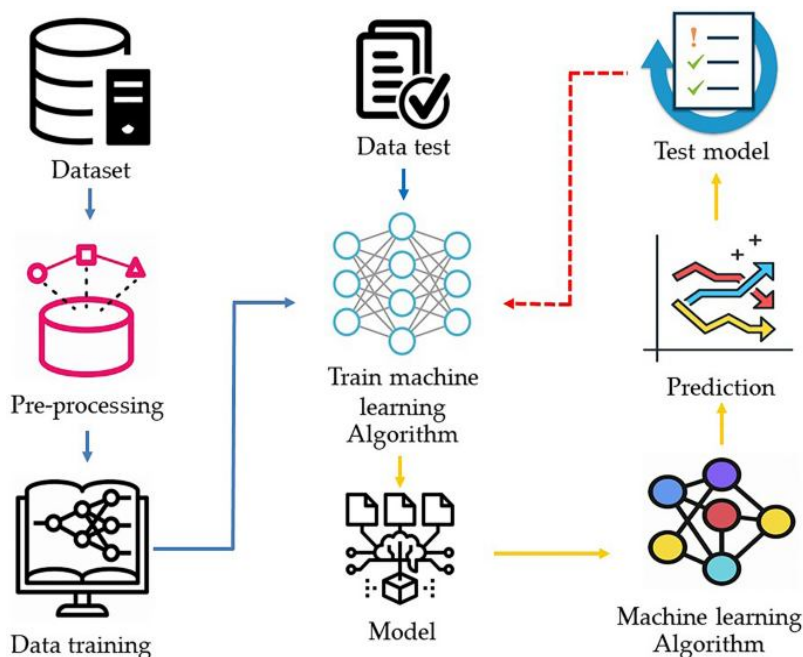 Dataset
Data test
Test model
Pre-processing
Train machine
learning
Algorithm
Prediction
Data training
Model
Machine learning
Algorithm